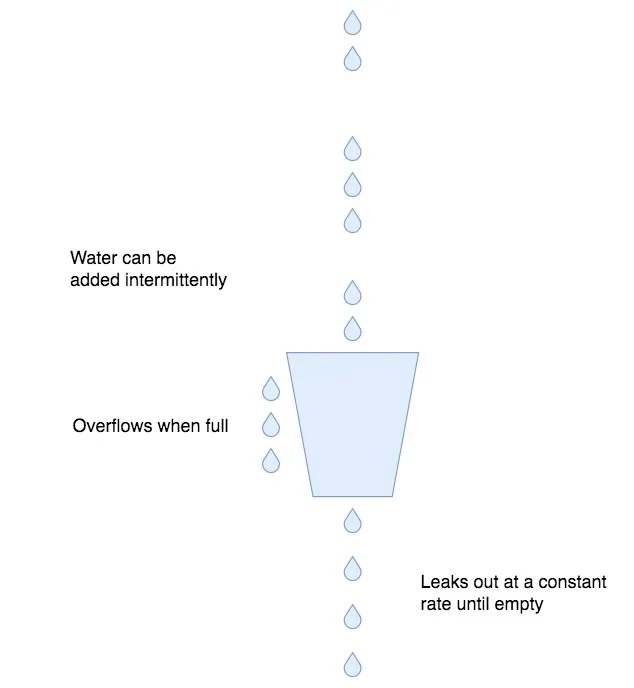 Water can be
added intermittently
Overflows when full
Leaks out at a constant
rate until empty